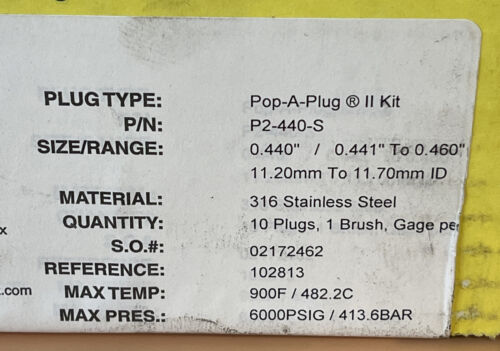 PLUG TYPE: Pop-A-Plug ® II Kit
P/N: P2-440-S
SIZE/RANGE: 0.440" / 0.441" To 0.460"
11.20mm To 11.70mm ID
MATERIAL: 316 Stainless Steel
QUANTITY: 10 Plugs, 1 Brush, Gage per
x
S.O.#: 02172462
REFERENCE: 102813
.com
MAX TEMP: 900F / 482.2C
MAX PRES.: 6000PSIG / 413.6BAR